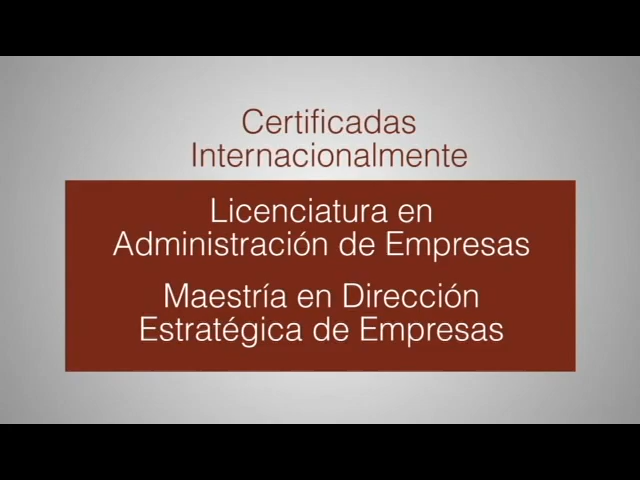 Certificadas
Internacionalmente
Licenciatura en
Administración de Empresas
Maestría en Dirección
Estratégica de Empresas